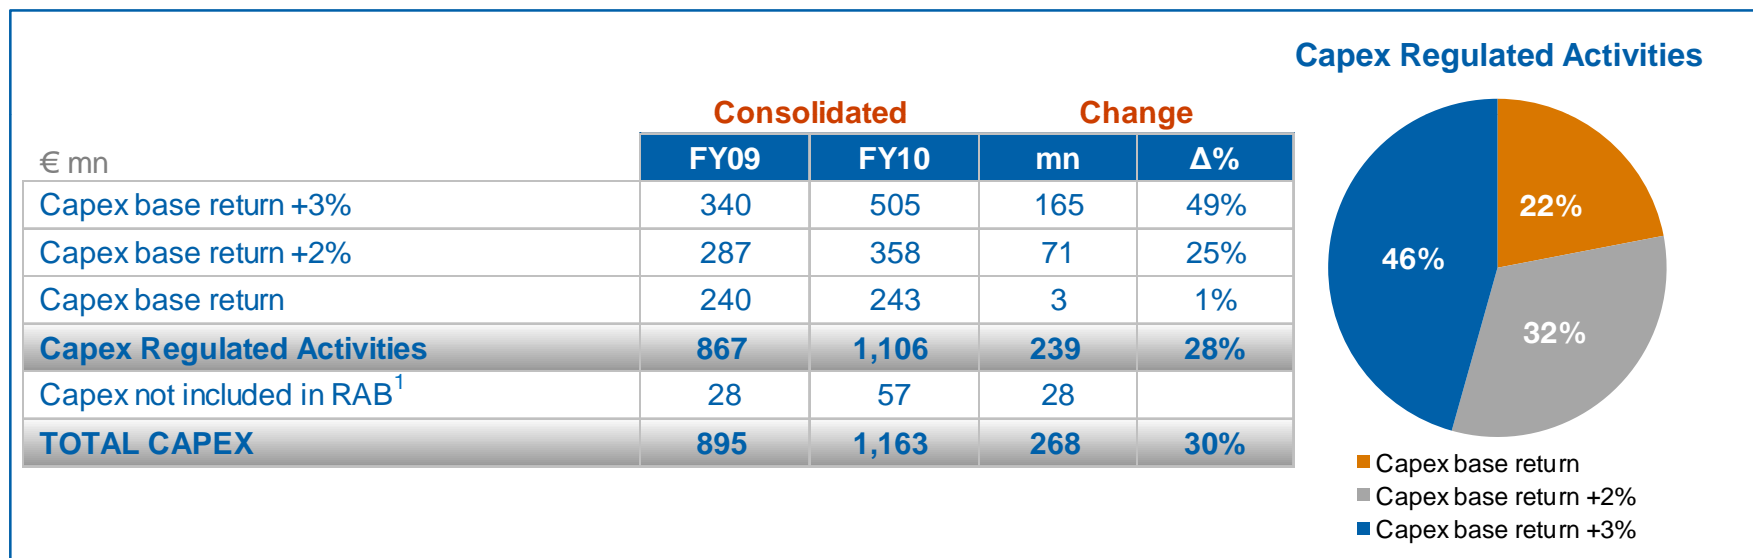 Capex Regulated Activities
Consolidated Change
€ mn FY09 FY10 mn Δ%
Capex base return +3% 340 505 165 49%
Capex base return +2% 287 358 71 25%
Capex base return 240 243 3 1%
Capex Regulated Activities 867 1,106 239 28%
Capex not included in RAB1 28 57 28
TOTAL CAPEX 895 1,163 268 30%
22%
46%
32%
Capex base return
Capex base return +2%
Capex base return +3%